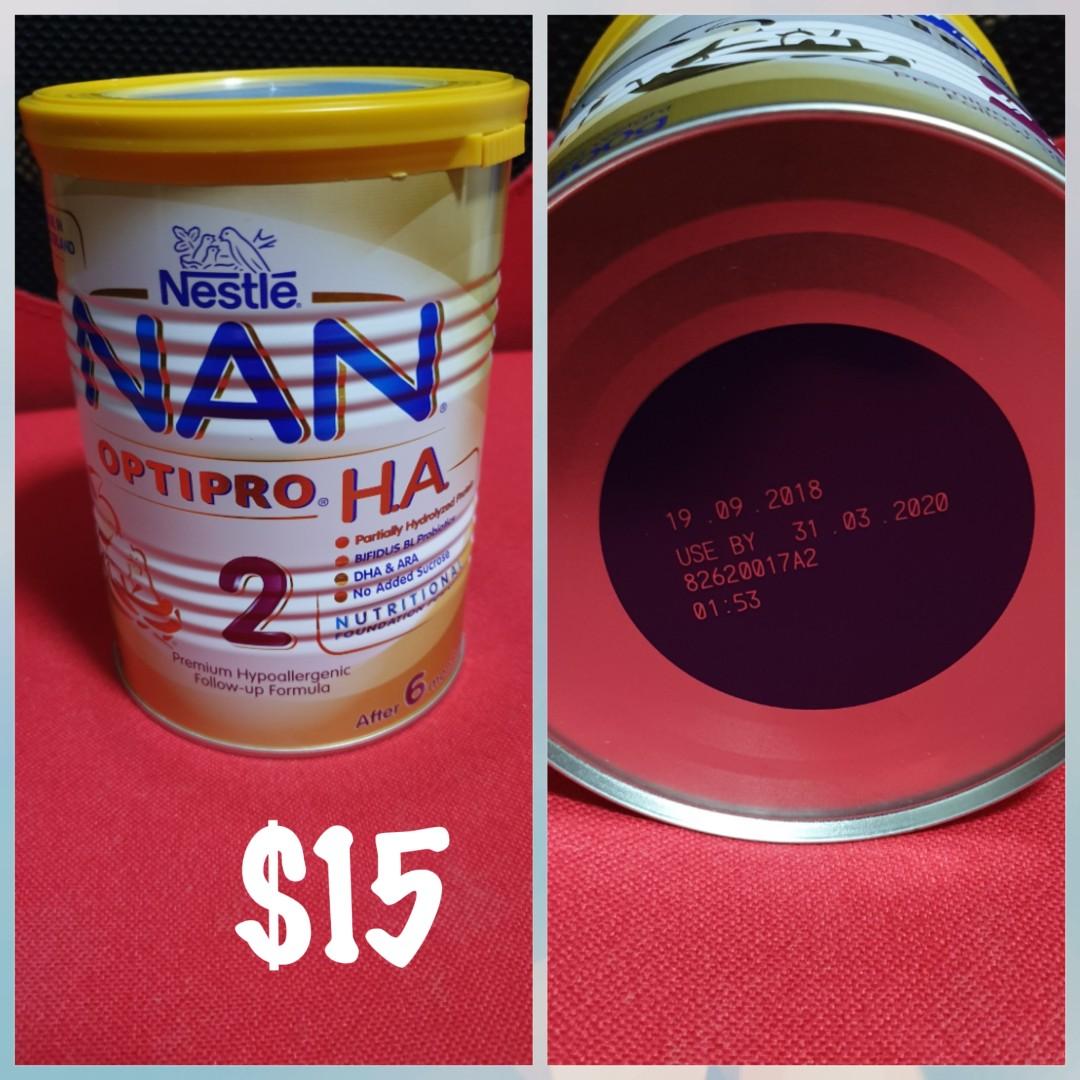 Nestlé®
NAN®
OPTIPRO® H.A.
Partially Hydrolyzed Protein
BIFIDUS BL Probiotics
DHA & ARA
No Added Sucrose
2
NUTRITIONAL
FOUNDATION
Premium Hypoallergenic
Follow-up Formula
After 6
$15
19 .09 .2018
USE BY 31 .03 .2020
82620017A2
01:53